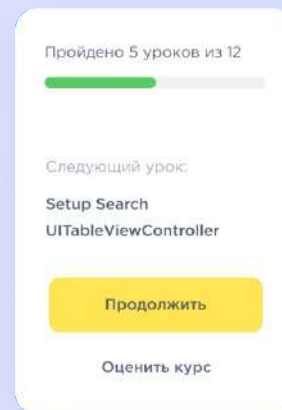 Пройдено 5 уроков из 12
Следующий урок:
Setup Search
UITableViewController
Продолжить
Оценить курс